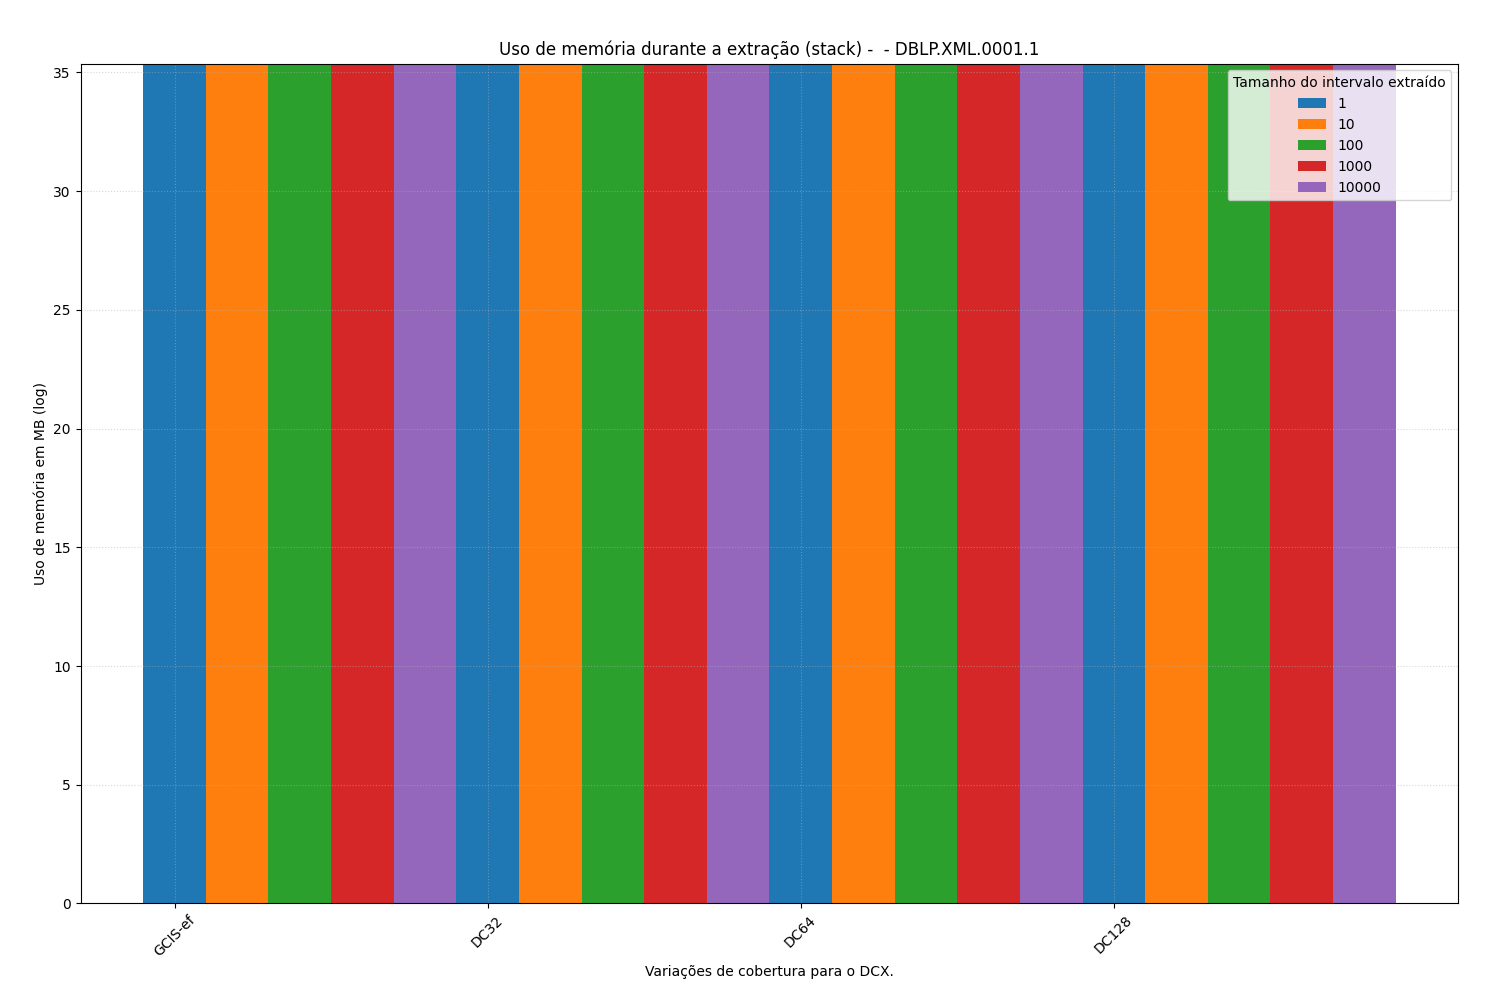 Uso de memória durante a extração (stack) -  - DBLP.XML.0001.1
Tamanho do intervalo extraído
1
10
100
1000
10000
Uso de memória em MB (log)
35
30
25
20
15
10
5
0
GCIS-ef
DC32
DC64
DC128
Variações de cobertura para o DCX.